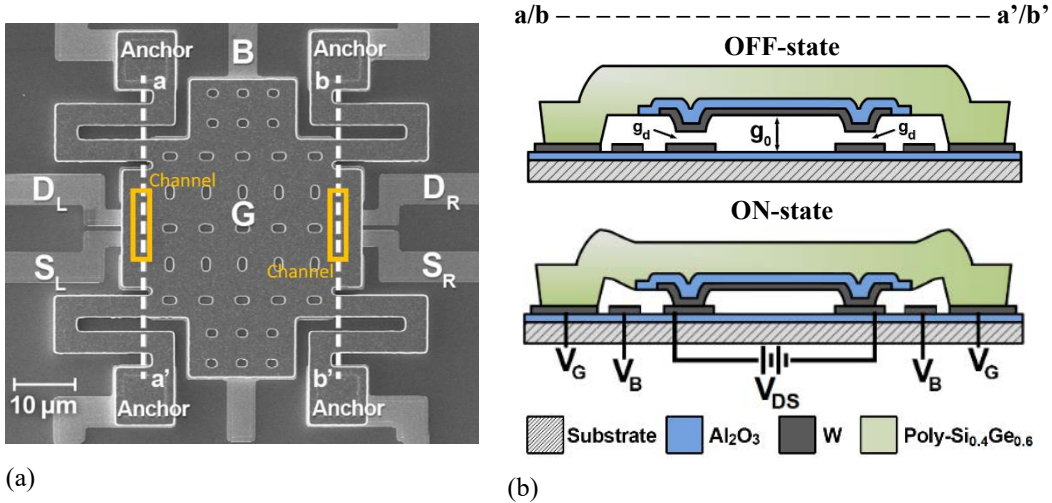 Anchor
B
Anchor
a
b
Channel
D_L
G
D_R
Channel
S_L
S_R
a'
b'
10 μm
Anchor
Anchor
(a)
a/b
a'/b'
OFF-state
g_d
g_0
g_d
ON-state
V_G
V_B
V_DS
V_B
V_G
Substrate
Al₂O₃
W
Poly-Si₀.₄Ge₀.₆
(b)